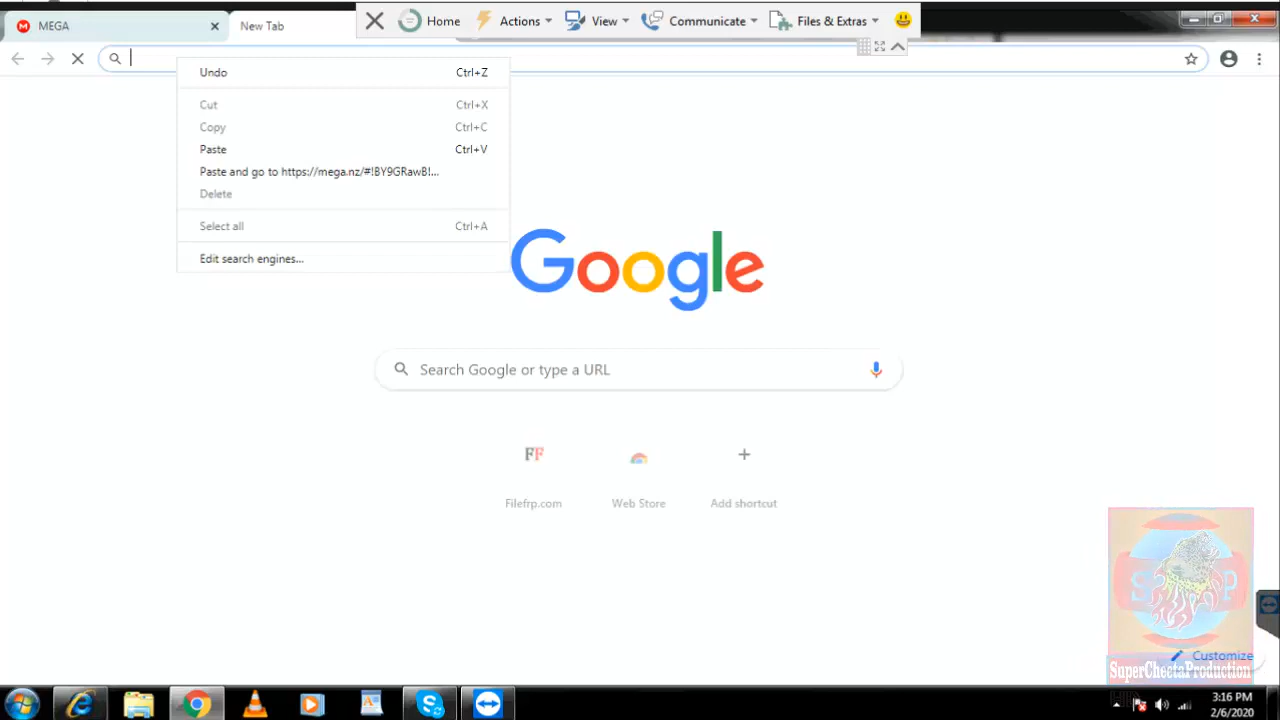 MEGA
New Tab
Home
Actions
View
Communicate
Files & Extras
Undo Ctrl+Z
Cut Ctrl+X
Copy Ctrl+C
Paste Ctrl+V
Paste and go to https://mega.nz/#!BY9GRawB!...
Delete
Select all Ctrl+A
Edit search engines...
Google
Search Google or type a URL
FF
Filefrp.com
Web Store
Add shortcut
Customize
SuperCheetaProduction
3:16 PM
2/6/2020